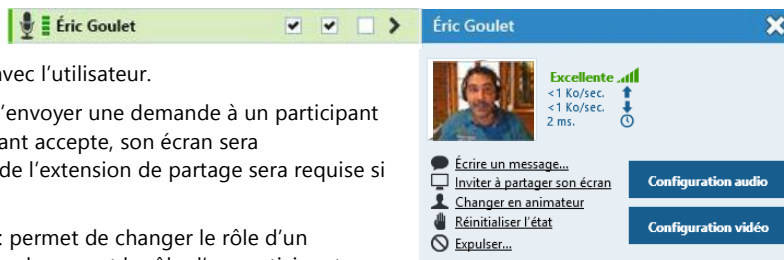 Éric Goulet
avec l'utilisateur.
'envoyer une demande à un participant
ant accepte, son écran sera
de l'extension de partage sera requise si
: permet de changer le rôle d'un
Éric Goulet
Excellente
<1 Ko/sec.
<1 Ko/sec.
2 ms.
Écrire un message...
Inviter à partager son écran
Changer en animateur
Réinitialiser l'état
Expulser...
Configuration audio
Configuration vidéo